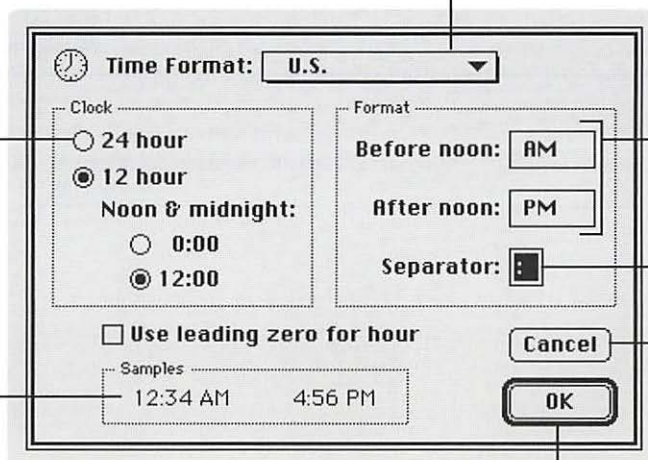 Time Format: U.S.
Clock
24 hour
12 hour
Noon & midnight:
0:00
12:00
Format
Before noon: AM
After noon: PM
Separator: :
Use leading zero for hour
Samples
12:34 AM 4:56 PM
Cancel
OK